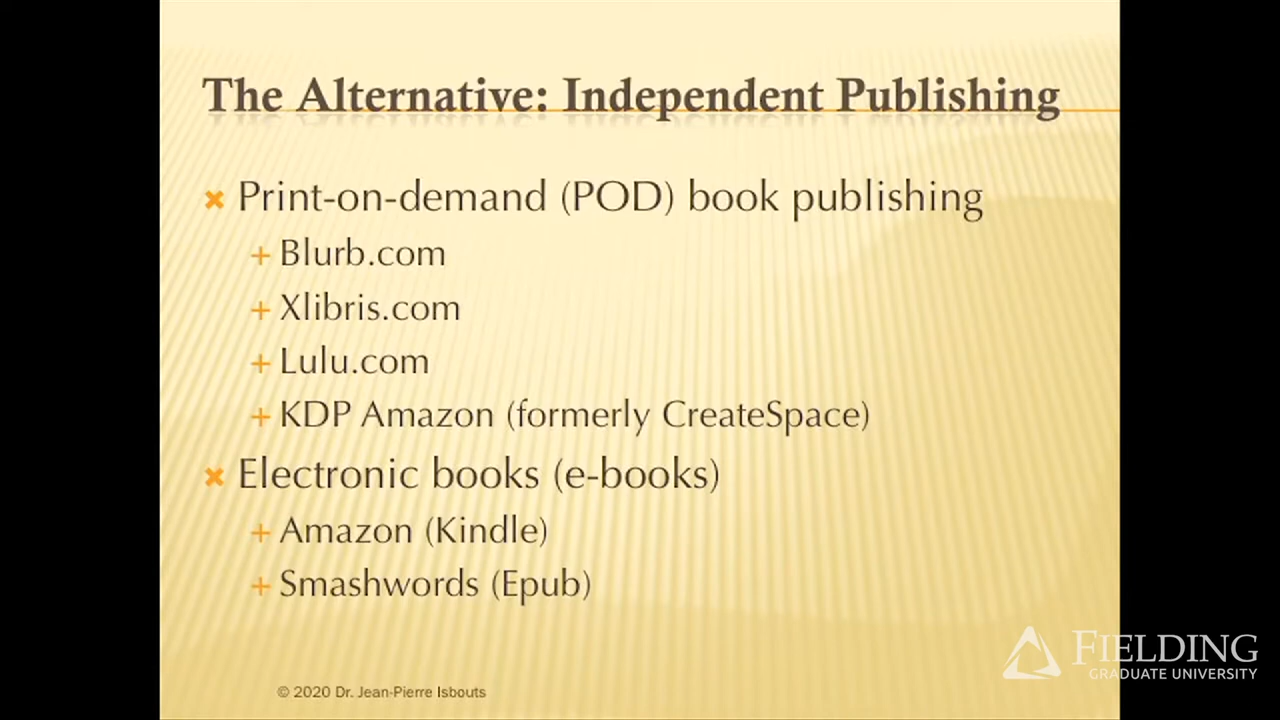 The Alternative: Independent Publishing
Print-on-demand (POD) book publishing
Blurb.com
Xlibris.com
Lulu.com
KDP Amazon (formerly CreateSpace)
Electronic books (e-books)
Amazon (Kindle)
Smashwords (Epub)
FIELDING
GRADUATE UNIVERSITY
© 2020 Dr. Jean-Pierre Isbouts